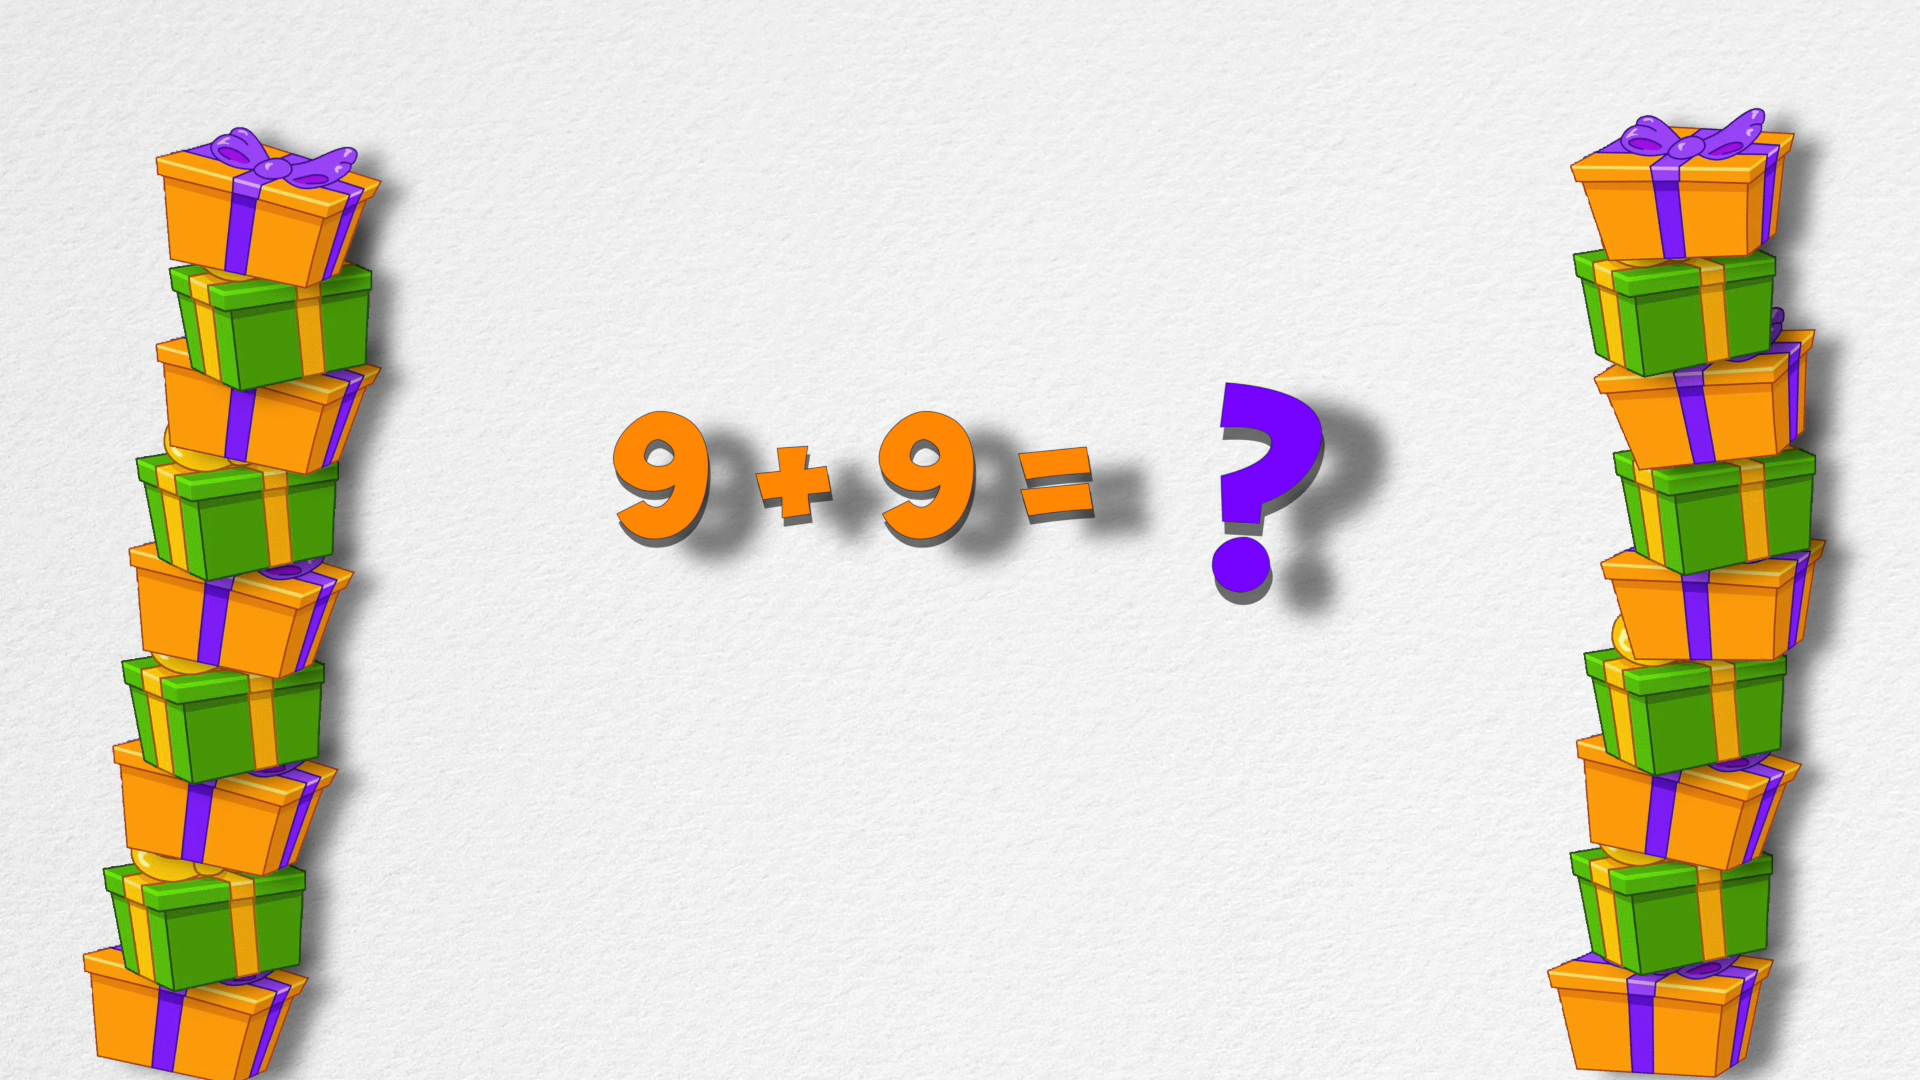 9 + 9 = ?